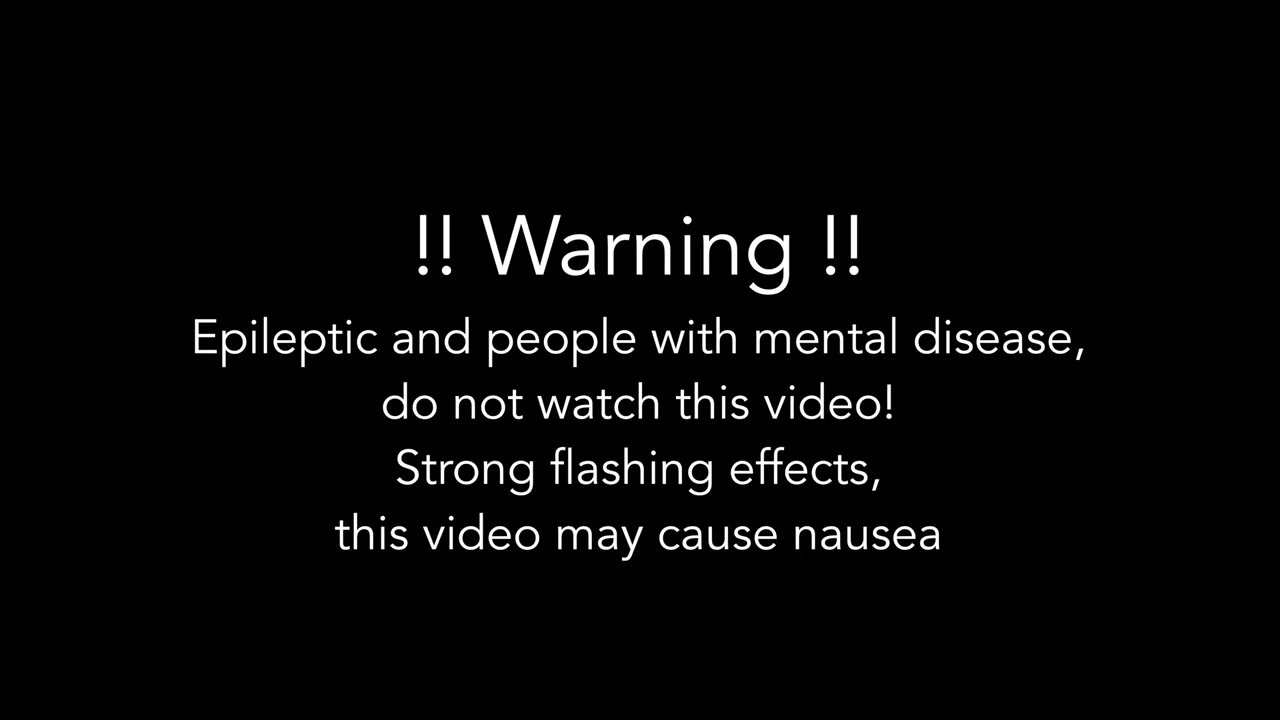 !! Warning !!
Epileptic and people with mental disease,
do not watch this video!
Strong flashing effects,
this video may cause nausea